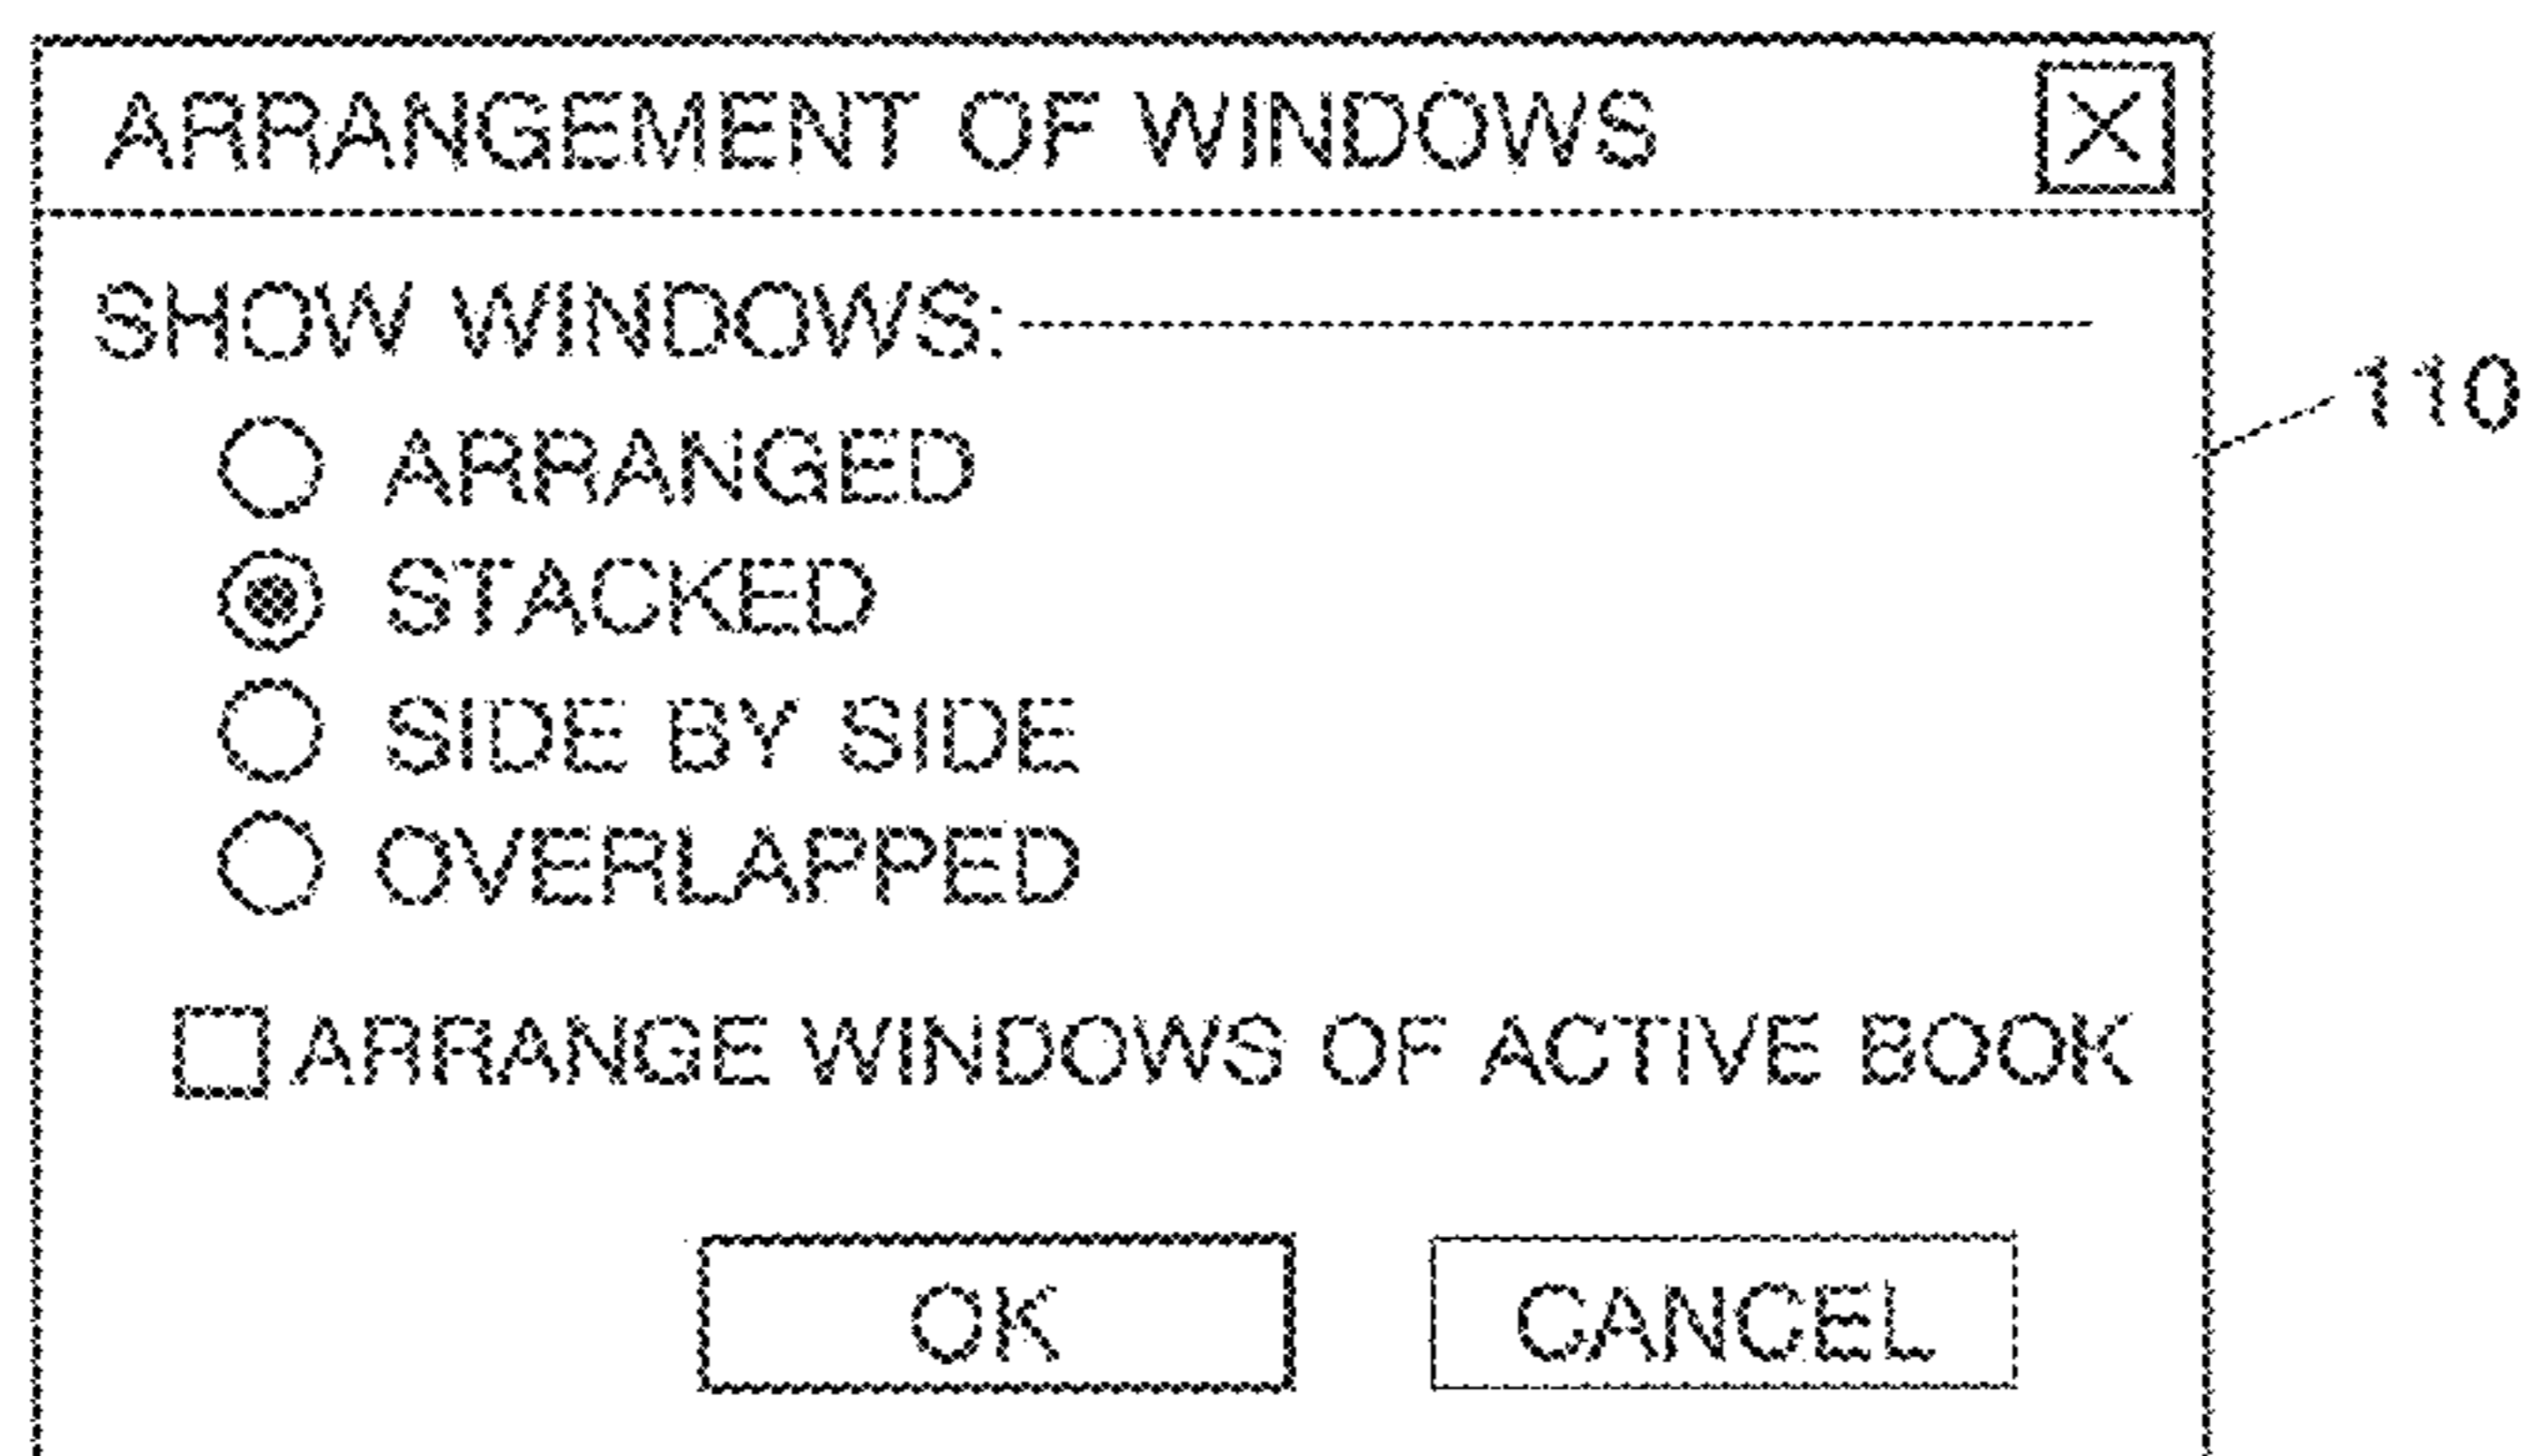 ARRANGEMENT OF WINDOWS
SHOW WINDOWS:
110
ARRANGED
STACKED
SIDE BY SIDE
OVERLAPPED
ARRANGE WINDOWS OF ACTIVE BOOK
OK CANCEL